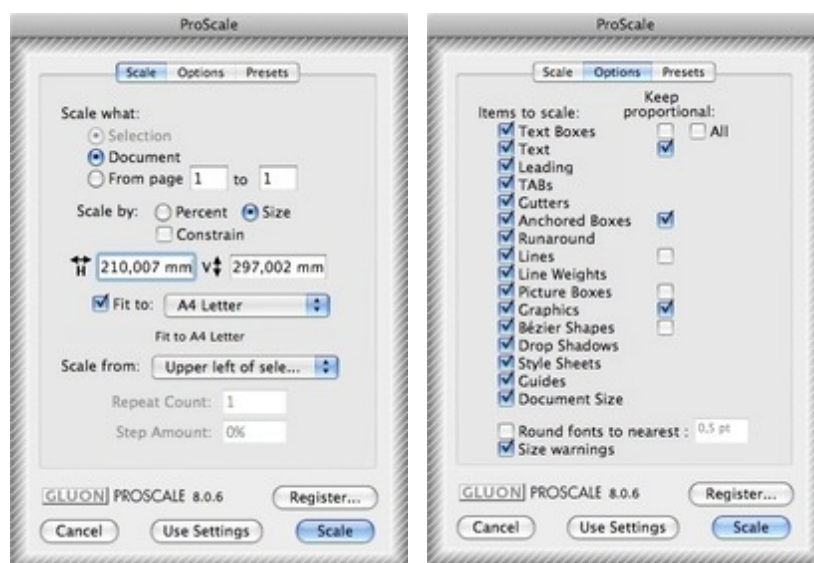 ProScale
Scale Options Presets
Scale what:
Selection
Document
From page 1 to 1
Scale by: Percent Size
Constrain
H 210,007 mm V 297,002 mm
Fit to: A4 Letter
Fit to A4 Letter
Scale from: Upper left of sele...
Repeat Count: 1
Step Amount: 0%
GLUON PROSCALE 8.0.6 Register...
Cancel Use Settings Scale
ProScale
Scale Options Presets
Keep
Items to scale: proportional:
Text Boxes All
Text
Leading
TABs
Gutters
Anchored Boxes
Runaround
Lines
Line Weights
Picture Boxes
Graphics
Bézier Shapes
Drop Shadows
Style Sheets
Guides
Document Size
Round fonts to nearest : 0,5 pt
Size warnings
GLUON PROSCALE 8.0.6 Register...
Cancel Use Settings Scale